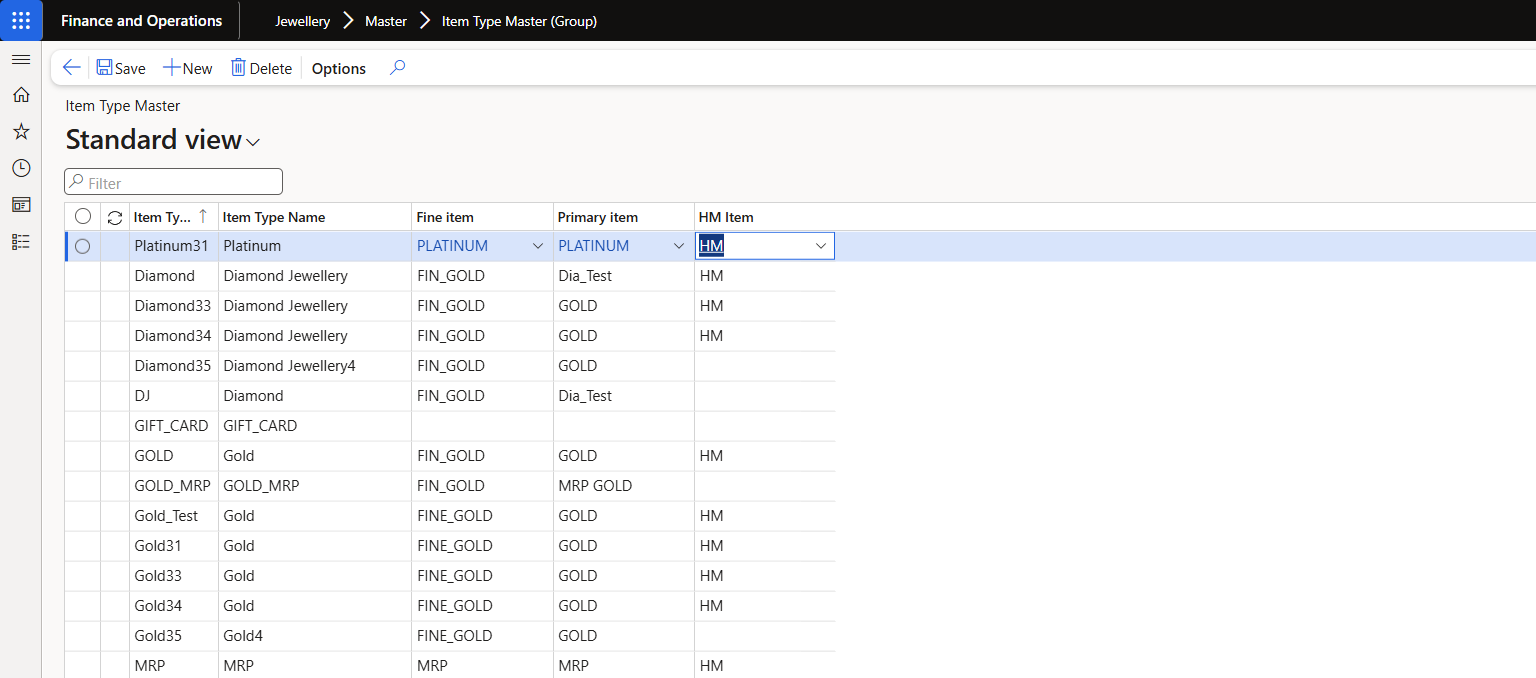 Finance and Operations Jewellery Master Item Type Master (Group)
Save New Delete Options
Item Type Master
Standard view
Filter
Item Ty... Item Type Name Fine item Primary item HM Item
Platinum31 Platinum PLATINUM PLATINUM HM
Diamond Diamond Jewellery FIN_GOLD Dia_Test HM
Diamond33 Diamond Jewellery FIN_GOLD GOLD HM
Diamond34 Diamond Jewellery FIN_GOLD GOLD HM
Diamond35 Diamond Jewellery4 FIN_GOLD GOLD
DJ Diamond FIN_GOLD Dia_Test
GIFT_CARD GIFT_CARD
GOLD Gold FIN_GOLD GOLD HM
GOLD_MRP GOLD_MRP FIN_GOLD MRP GOLD
Gold_Test Gold FINE_GOLD GOLD HM
Gold31 Gold FINE_GOLD GOLD HM
Gold33 Gold FINE_GOLD GOLD HM
Gold34 Gold FINE_GOLD GOLD HM
Gold35 Gold4 FINE_GOLD GOLD
MRP MRP MRP MRP HM